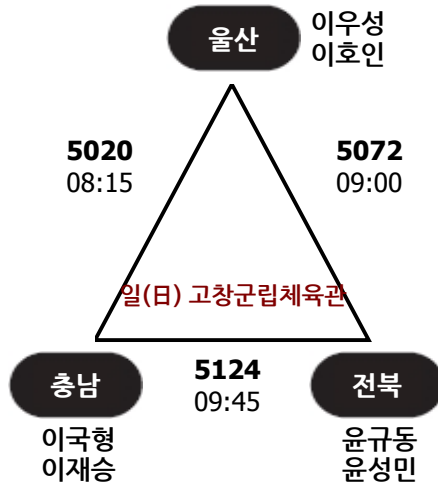 울산
이우성
이호인
5020
08:15
5072
09:00
일(日) 고창군립체육관
충남
5124
09:45
전북
이국형
이재승
윤규동
윤성민